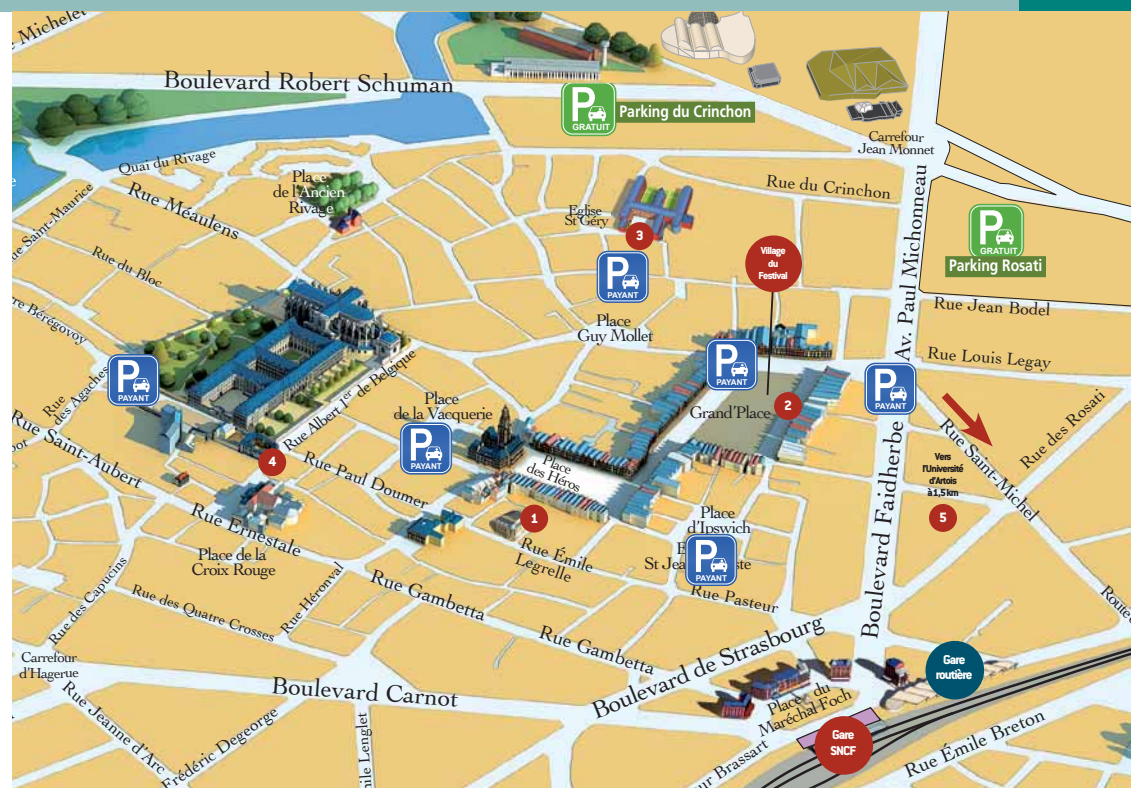 Michelet
Boulevard Robert Schuman
P
GRATUIT
Parking du Crinchon
Carrefour
Jean Monnet
Quai du Rivage
Place
de l'Ancien
Rivage
Rue du Crinchon
Rue Méaulens
Rue Saint-Maurice
Eglise
St Géry
3
Village
du
Festival
Av. Paul Michonneau
P
GRATUIT
Parking Rosati
Rue du Bloc
P
PAYANT
Rue Jean Bodel
Place
Guy Mollet
Bérégovoy
Rue Louis Legay
P
PAYANT
P
PAYANT
P
PAYANT
Rue
des Agaches
Rue Albert 1er de Belgique
Place
de la Vacquerie
Grand'Place
2
Rue des Rosati
Rue Saint-Michel
Rue Saint-Aubert
P
PAYANT
4
Rue Paul Doumer
Place
des Héros
Vers
l'Université
d'Artois
à 1,5 km
5
Boulevard Faidherbe
Rue Ernestale
1
Rue Émile
Legrelle
Place
d'Ipswich
St Jea
ste
P
PAYANT
Place de la
Croix Rouge
Rue Pasteur
Rue des Capucins
Rue des Quatre Crosses
Rue Héronval
Rue Gambetta
Rue Gambetta
Route
Carrefour
d'Hagerue
Boulevard de Strasbourg
Gare
routière
Boulevard Carnot
Place du
Maréchal Foch
Rue Jeanne d'Arc
Frédéric Degeorge
Lenglet
Brassart
Gare
SNCF
Rue Émile Breton